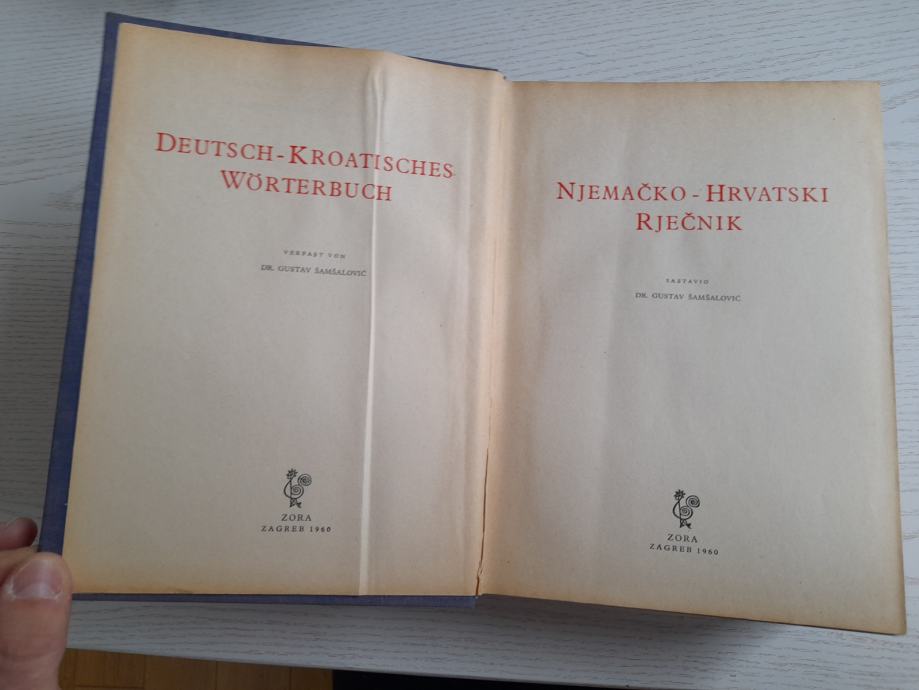 DEUTSCH-KROATISCHES
WÖRTERBUCH
VERFAßT VON
DR. GUSTAV ŠAMŠALOVIĆ
ZORA
ZAGREB 1960
NJEMAČKO-HRVATSKI
RJEČNIK
SASTAVIO
DR. GUSTAV ŠAMŠALOVIĆ
ZORA
ZAGREB 1960